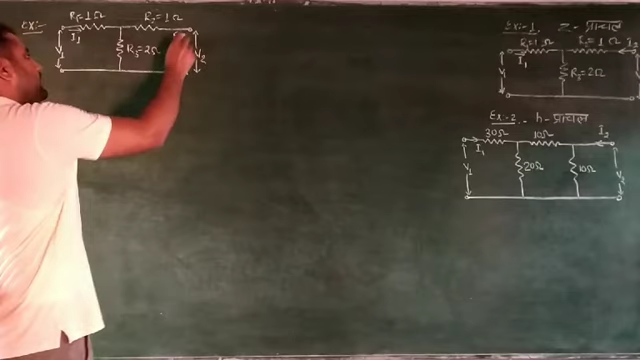 Ex:-
R₁=1Ω R₂=1Ω
I₁
V₁ R₃=2Ω V₂
Ex:-1 Z- प्राचल
R₁=1Ω R₂=1Ω
I₁ I₂
V₁ R₃=2Ω
Ex:-2.- h- प्राचल
30Ω 10Ω I₂
I₁
V₁ 20Ω 10Ω V₂